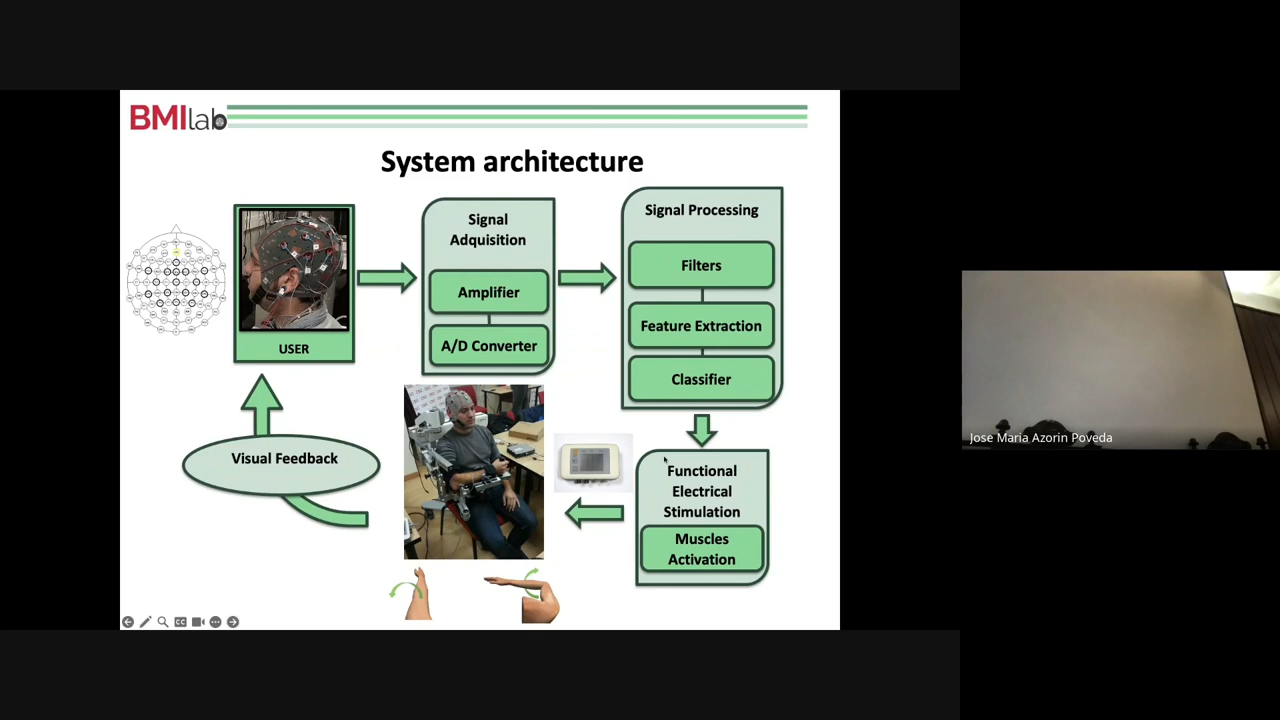 BMIlab
System architecture
USER
Signal
Adquisition
Amplifier
A/D Converter
Signal Processing
Filters
Feature Extraction
Classifier
Visual Feedback
Functional
Electrical
Stimulation
Muscles
Activation
CC
Jose Maria Azorin Poveda